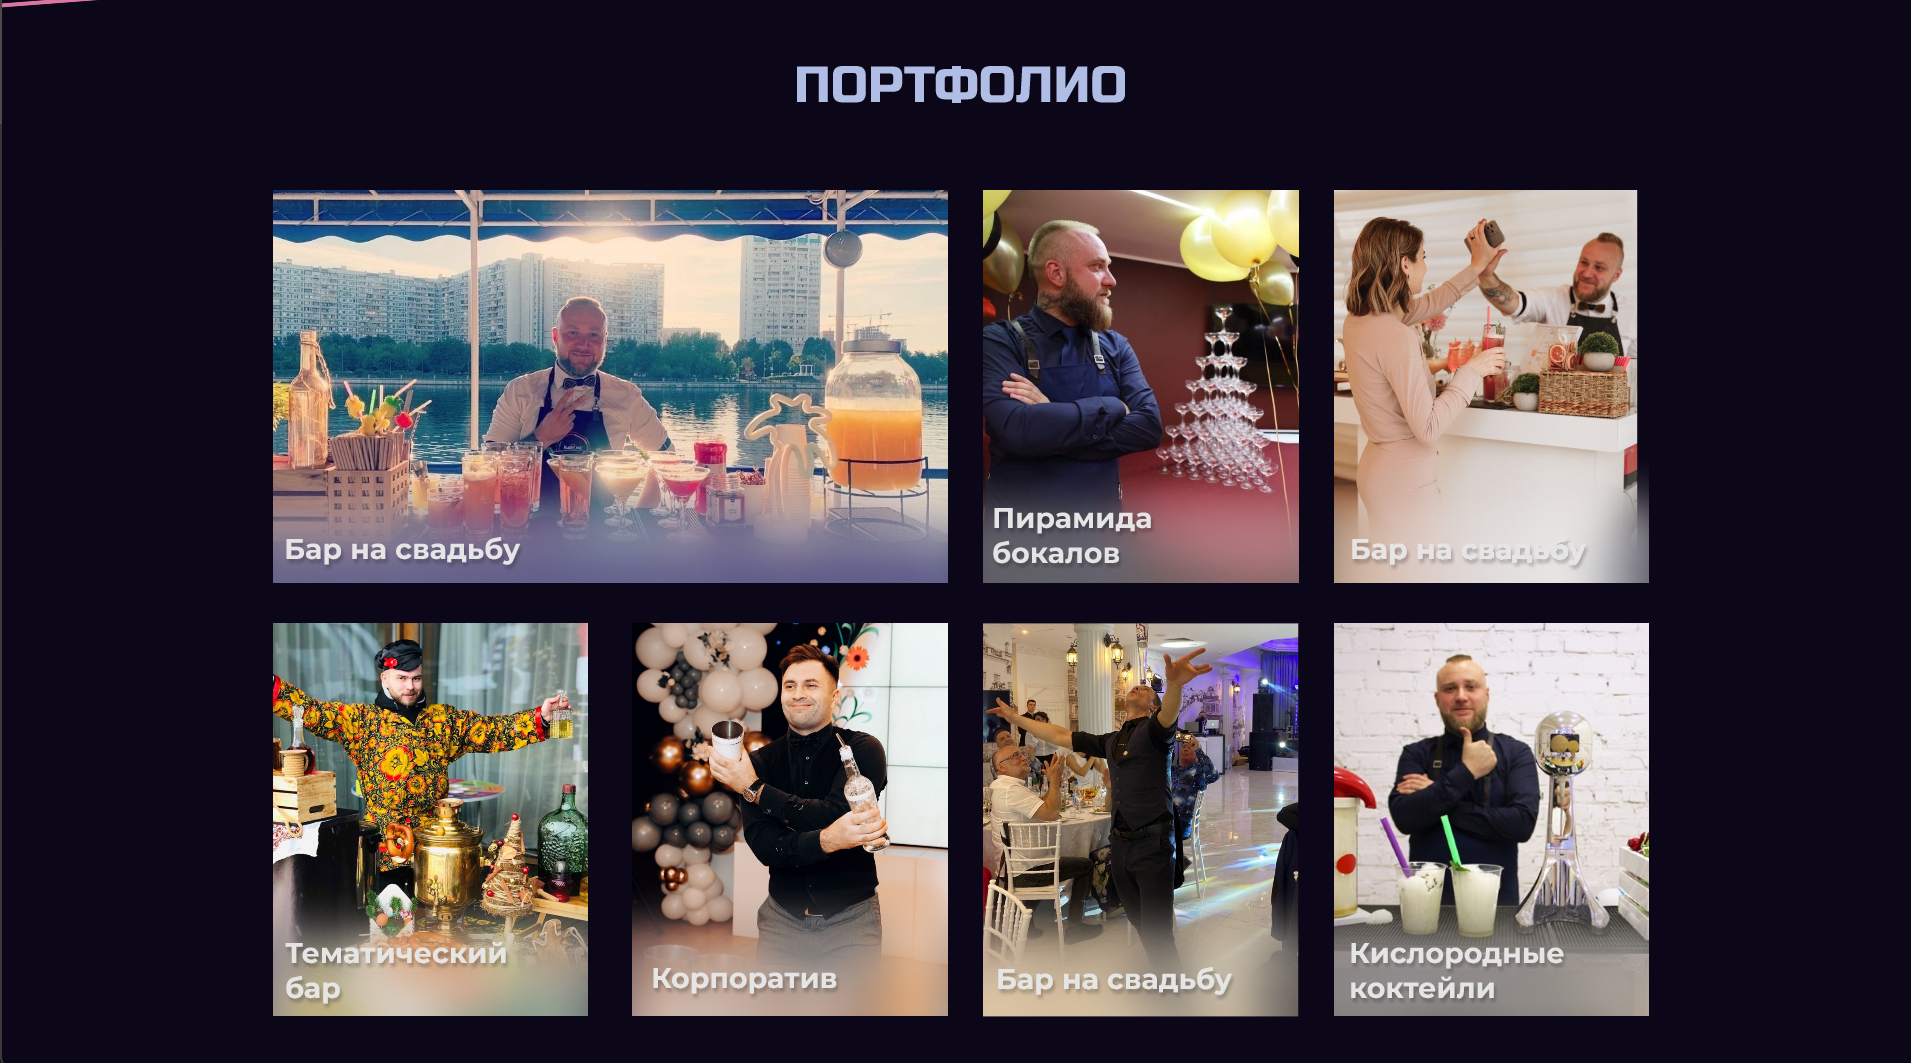 ПОРТФОЛИО
Бар на свадьбу
Пирамида
бокалов
Бар на свадьбу
Тематический
бар
Корпоратив
Бар на свадьбу
Кислородные
коктейли